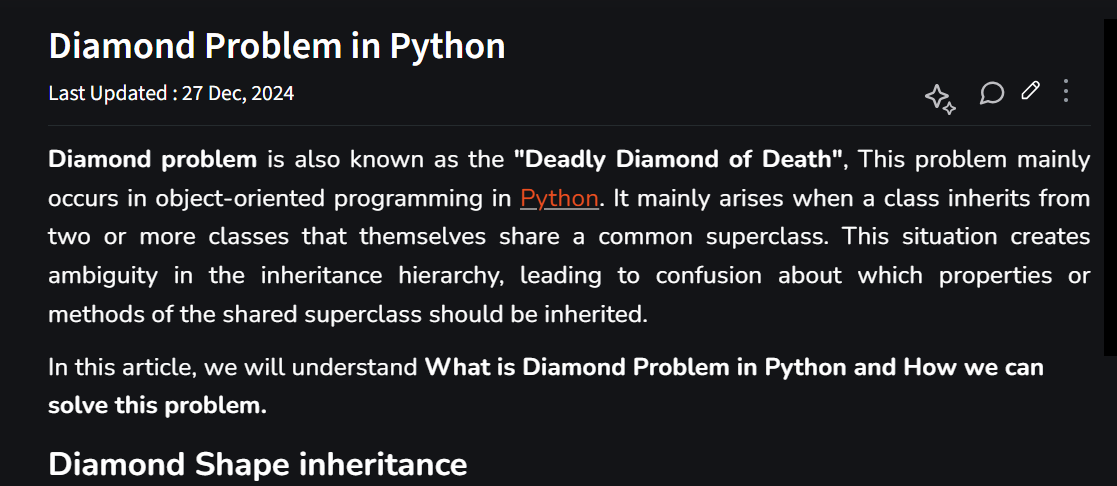 Diamond Problem in Python
Last Updated : 27 Dec, 2024
Diamond problem is also known as the "Deadly Diamond of Death", This problem mainly
occurs in object-oriented programming in Python. It mainly arises when a class inherits from
two or more classes that themselves share a common superclass. This situation creates
ambiguity in the inheritance hierarchy, leading to confusion about which properties or
methods of the shared superclass should be inherited.
In this article, we will understand What is Diamond Problem in Python and How we can
solve this problem.
Diamond Shape inheritance